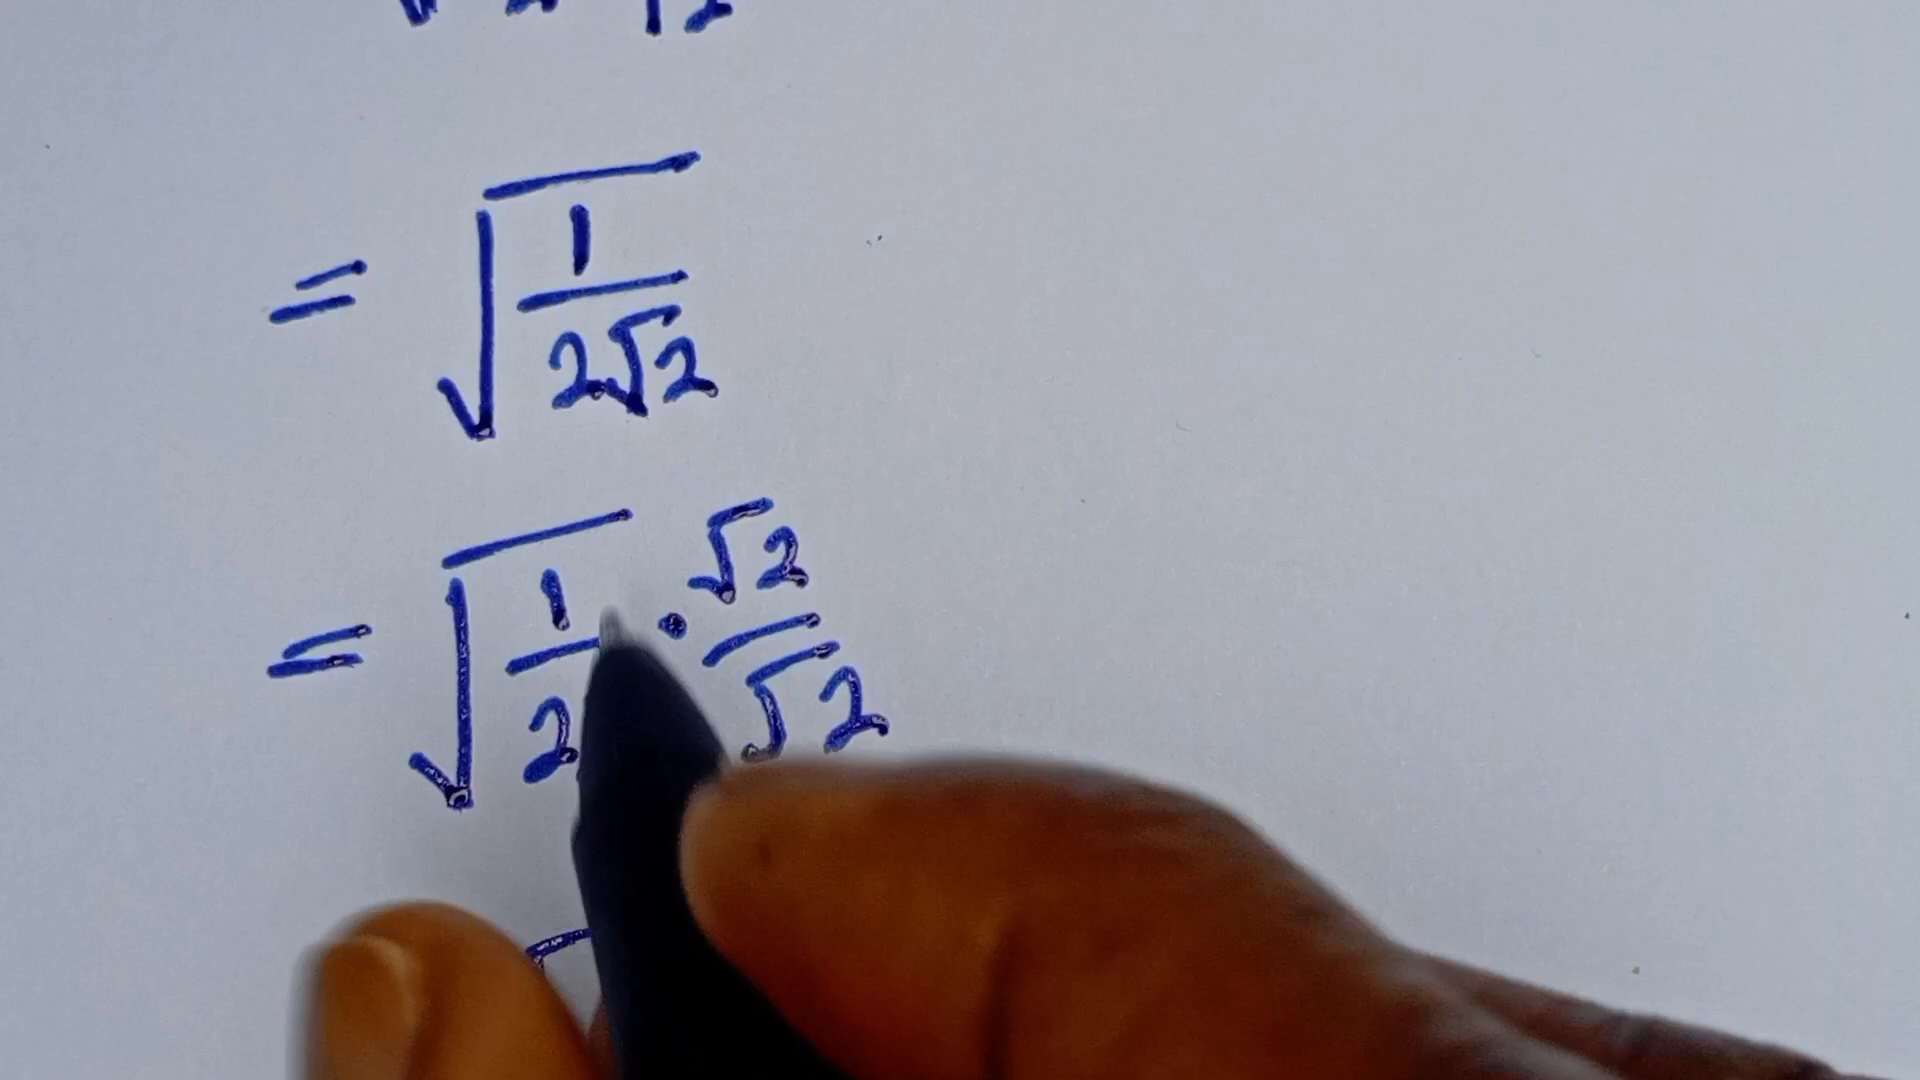 = √(1/(2√2))
= √(1/2 · √2/√2)